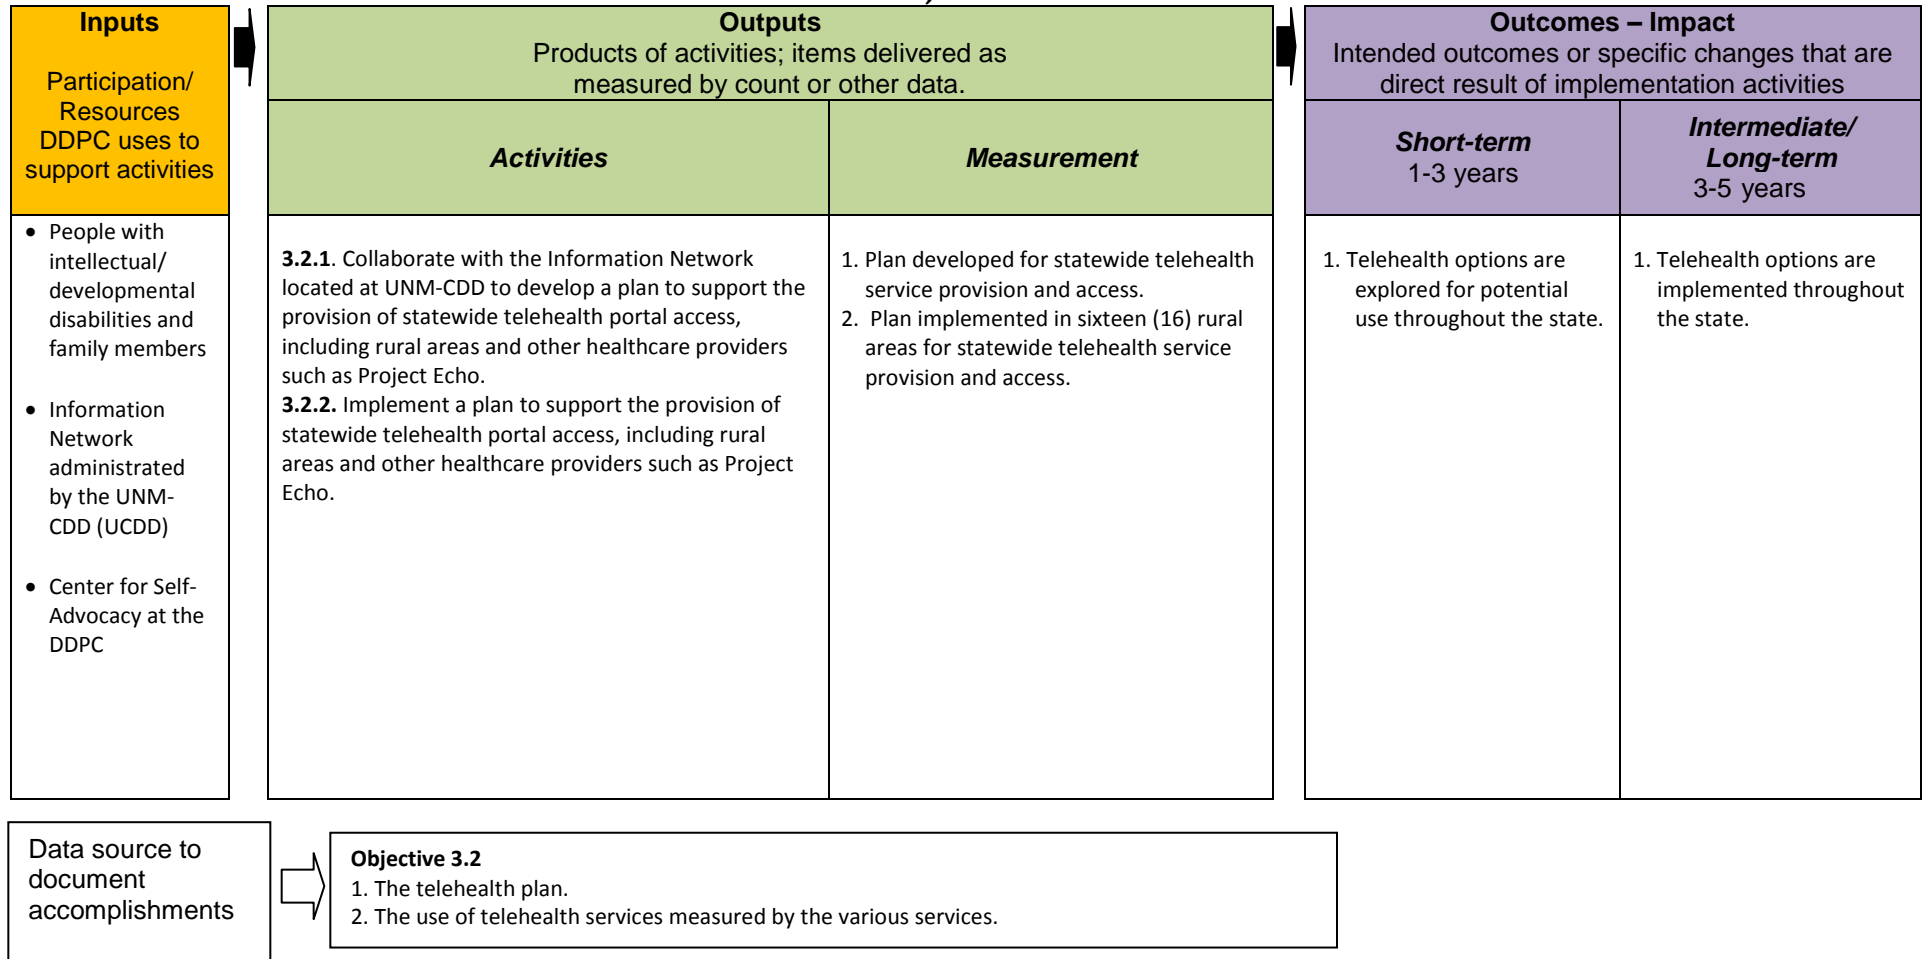 Inputs
Participation/
Resources
DDPC uses to
support activities
Outputs
Products of activities; items delivered as
measured by count or other data.
Outcomes – Impact
Intended outcomes or specific changes that are
direct result of implementation activities
Activities
Measurement
Short-term
1-3 years
Intermediate/
Long-term
3-5 years
• People with
intellectual/
developmental
disabilities and
family members
• Information
Network
administrated
by the UNM-
CDD (UCDD)
• Center for Self-
Advocacy at the
DDPC
3.2.1. Collaborate with the Information Network
located at UNM-CDD to develop a plan to support the
provision of statewide telehealth portal access,
including rural areas and other healthcare providers
such as Project Echo.
3.2.2. Implement a plan to support the provision of
statewide telehealth portal access, including rural
areas and other healthcare providers such as Project
Echo.
1. Plan developed for statewide telehealth
service provision and access.
2. Plan implemented in sixteen (16) rural
areas for statewide telehealth service
provision and access.
1. Telehealth options are
explored for potential
use throughout the state.
1. Telehealth options are
implemented throughout
the state.
Data source to
document
accomplishments
Objective 3.2
1. The telehealth plan.
2. The use of telehealth services measured by the various services.